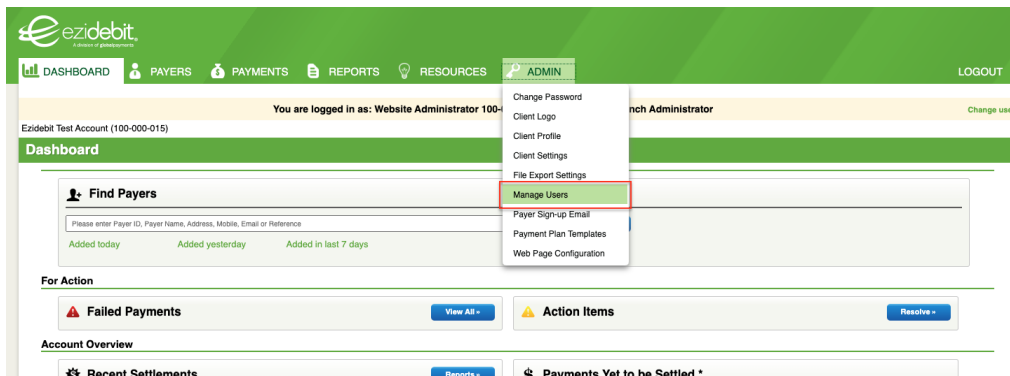 ezidebit
A division of globalpayments
DASHBOARD PAYERS PAYMENTS REPORTS RESOURCES ADMIN LOGOUT
You are logged in as: Website Administrator 100- nch Administrator Change use
Ezidebit Test Account (100-000-015)
Dashboard
Change Password
Client Logo
Client Profile
Client Settings
File Export Settings
Manage Users
Payer Sign-up Email
Payment Plan Templates
Web Page Configuration
Find Payers
Please enter Payer ID, Payer Name, Address, Mobile, Email or Reference
Added today Added yesterday Added in last 7 days
For Action
Failed Payments View All »
Action Items Resolve »
Account Overview
Recent Settlements Reports »
Payments Yet to be Settled *